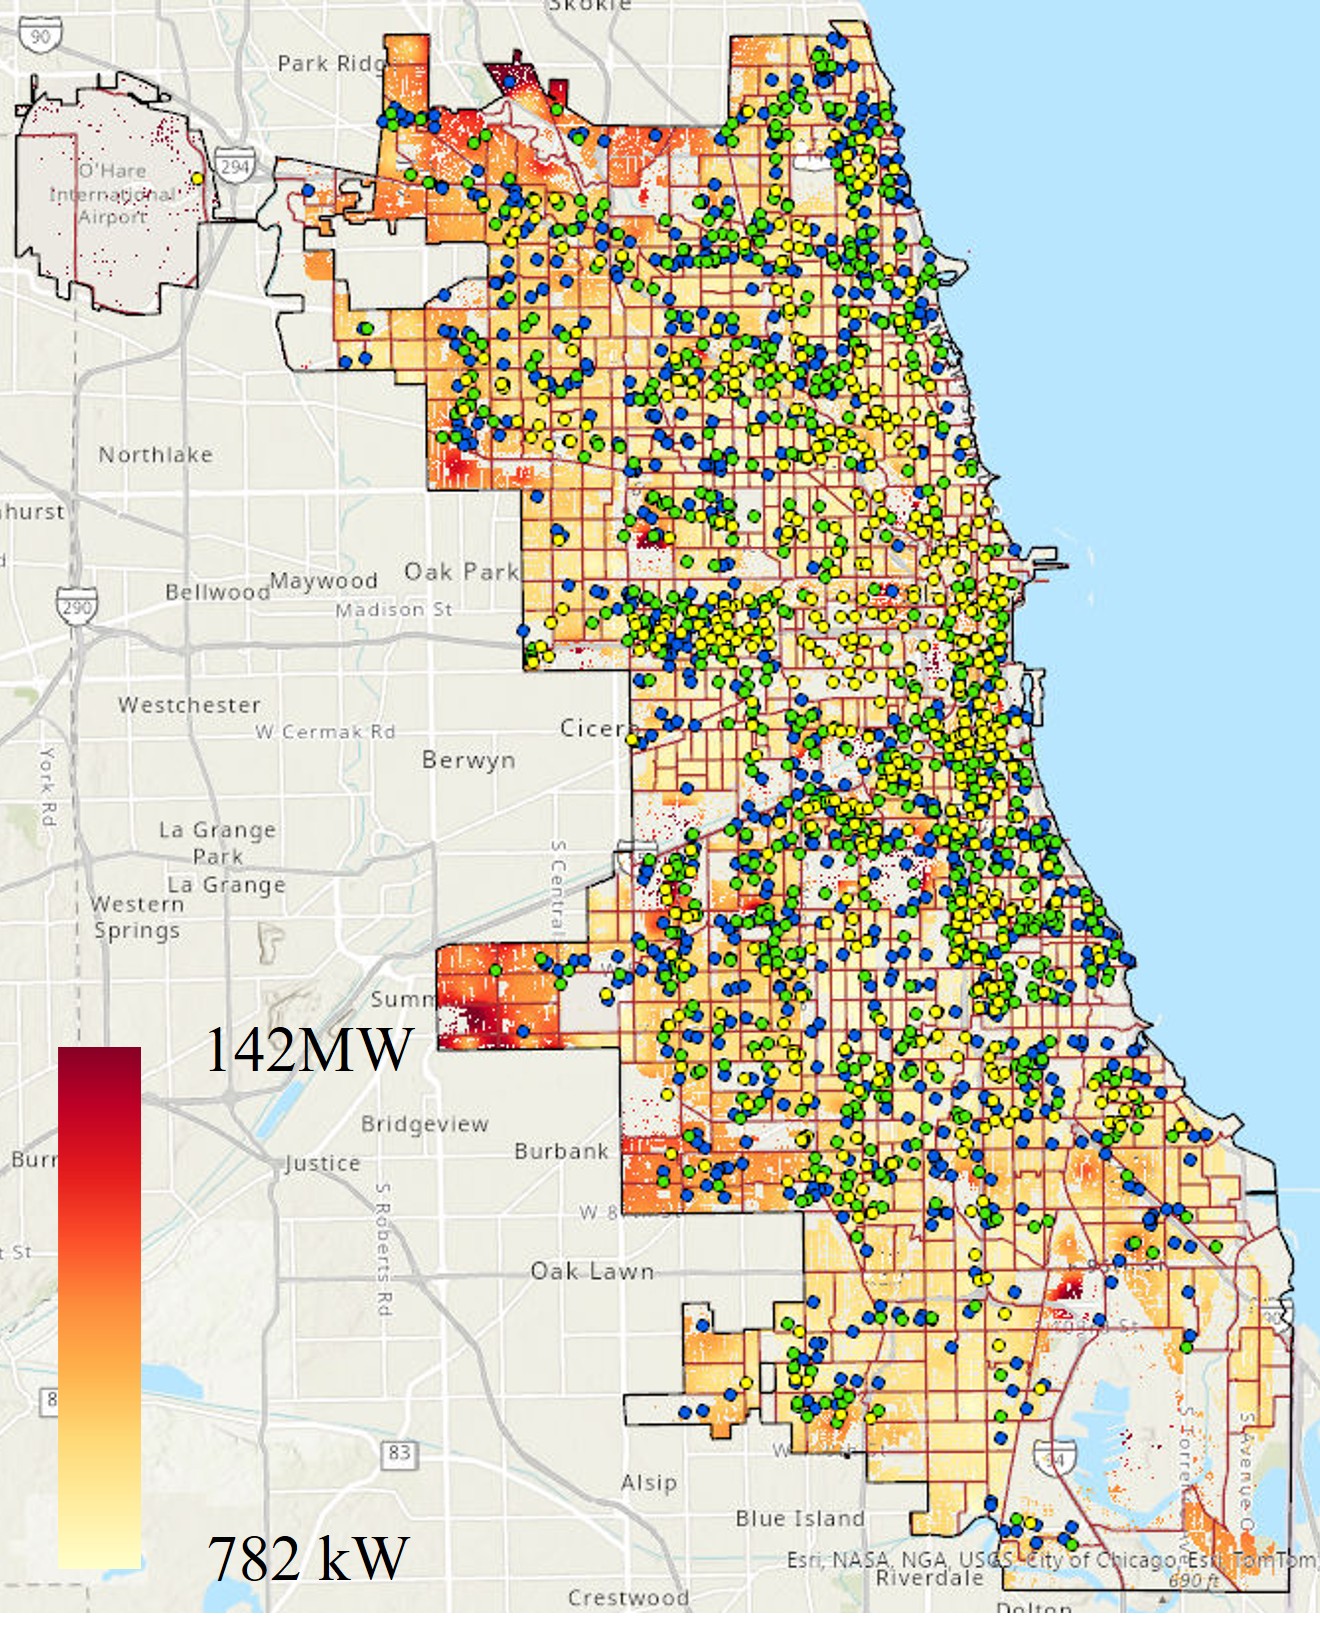 Skokie
90
Park Ridg
294
O'Hare
International
Airport
Northlake
hurst
290
Bellwood
Maywood
Oak Park
Madison St
Westchester
W Cermak Rd
Cicero
Berwyn
York Rd
La Grange
Park
La Grange
S Central
Western
Springs
Summ
142MW
Bridgeview
Burbank
Burr
Justice
S Roberts Rd
W 87th St
t St
Oak Lawn
83
94
S Torrence Ave
S Avenue O
Alsip
Blue Island
782 kW
Esri, NASA, NGA, USGS, City of Chicago, Esri, TomTom,
Riverdale
690 ft
Crestwood
Dolton